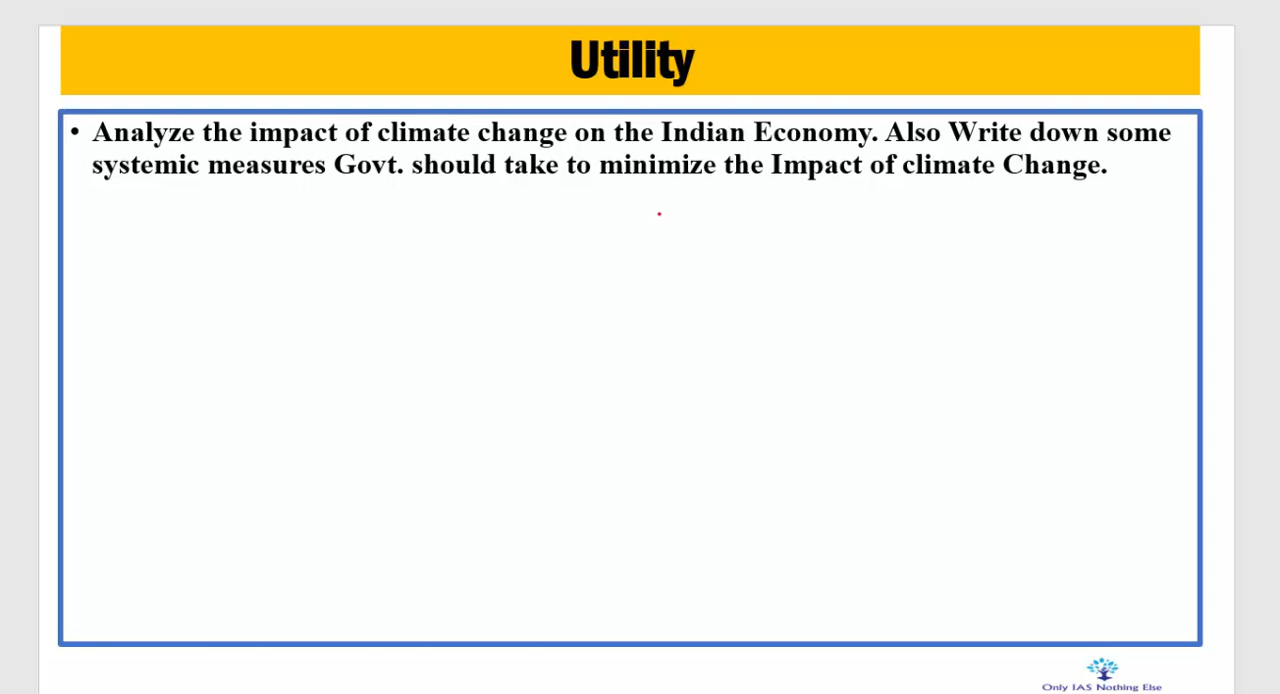 Utility
• Analyze the impact of climate change on the Indian Economy. Also Write down some
systemic measures Govt. should take to minimize the Impact of climate Change.
Only IAS Nothing Else